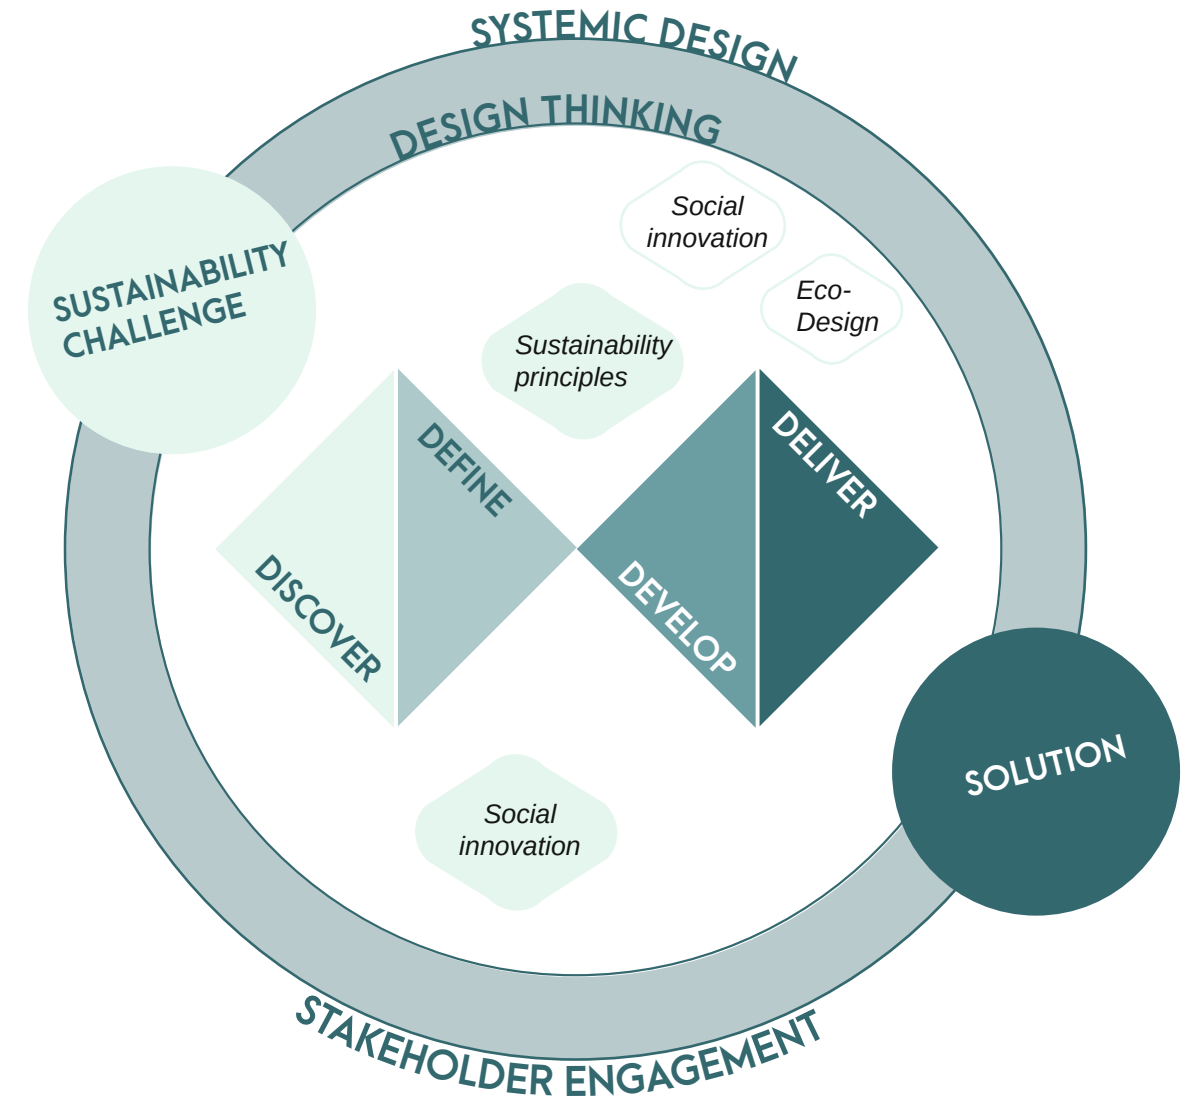 SYSTEMIC DESIGN
DESIGN THINKING
Social
innovation
Eco-
Design
SUSTAINABILITY
CHALLENGE
Sustainability
principles
DEFINE
DELIVER
DISCOVER
DEVELOP
SOLUTION
Social
innovation
STAKEHOLDER ENGAGEMENT